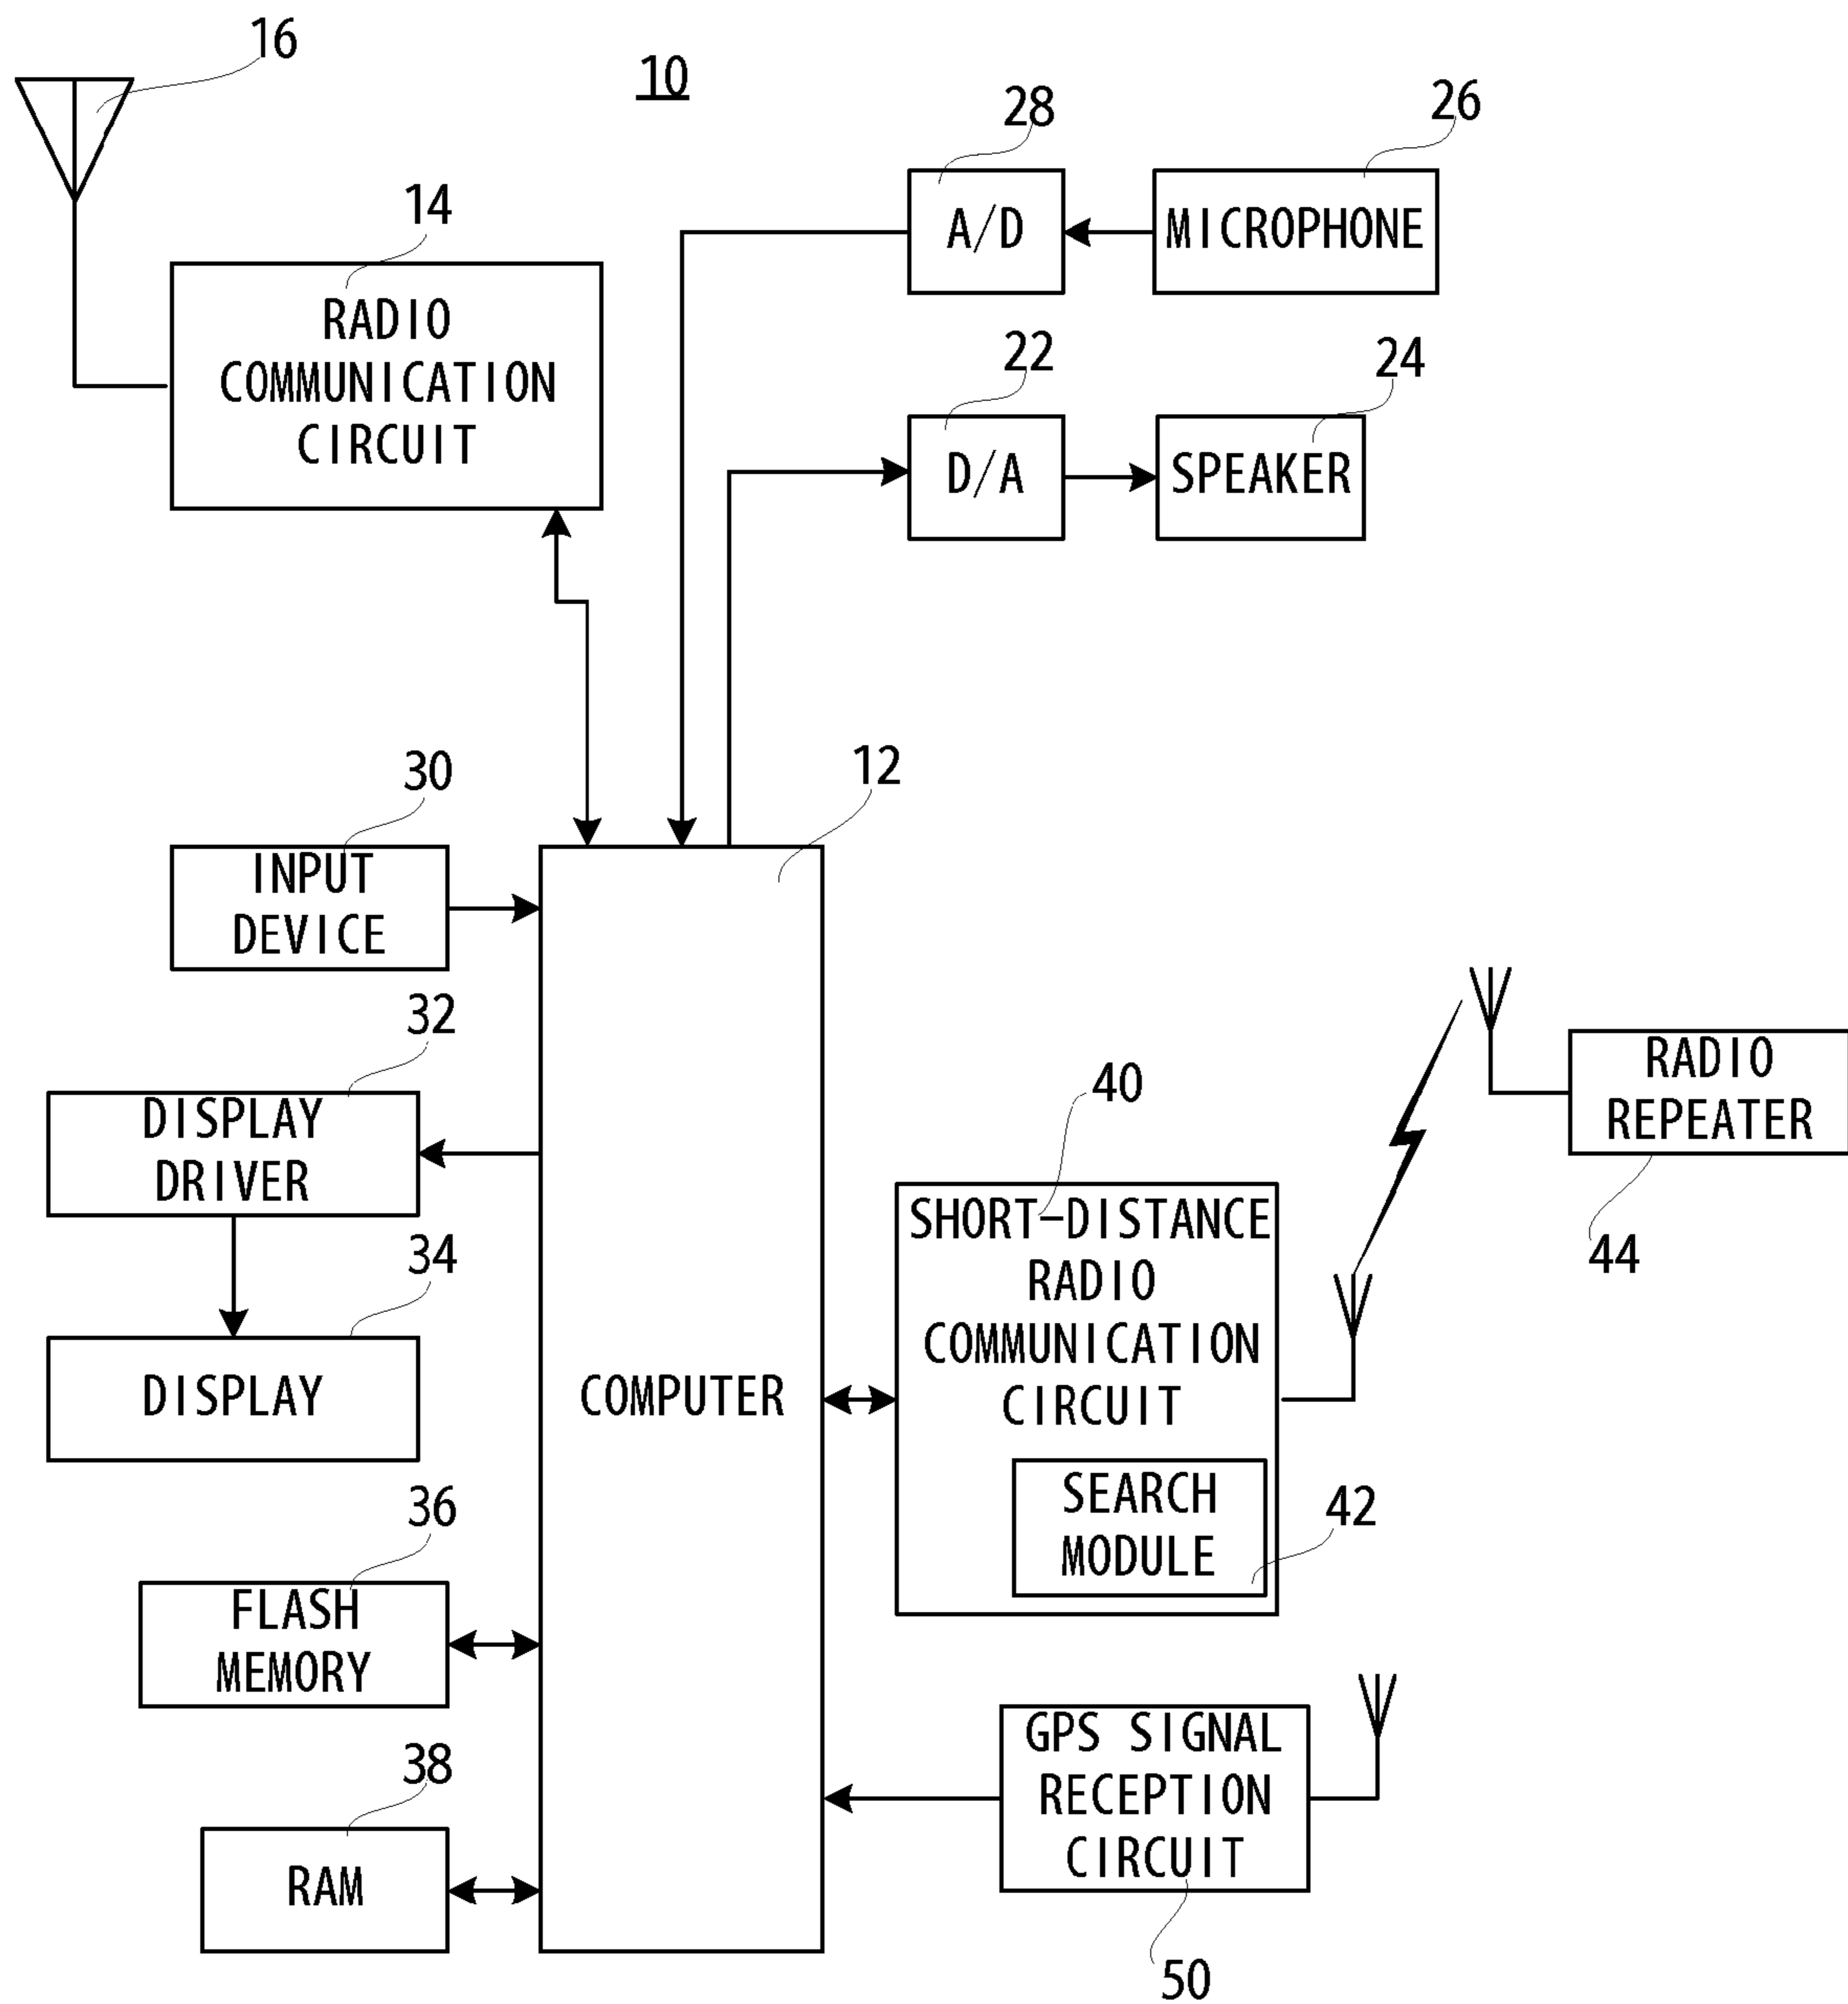 16
10
28
26
14
A/D
MICROPHONE
RADIO
COMMUNICATION
CIRCUIT
22
24
D/A
SPEAKER
30
12
INPUT
DEVICE
32
DISPLAY
DRIVER
34
DISPLAY
COMPUTER
40
SHORT-DISTANCE
RADIO
COMMUNICATION
CIRCUIT
RADIO
REPEATER
44
SEARCH
MODULE
42
36
FLASH
MEMORY
38
RAM
GPS SIGNAL
RECEPTION
CIRCUIT
50